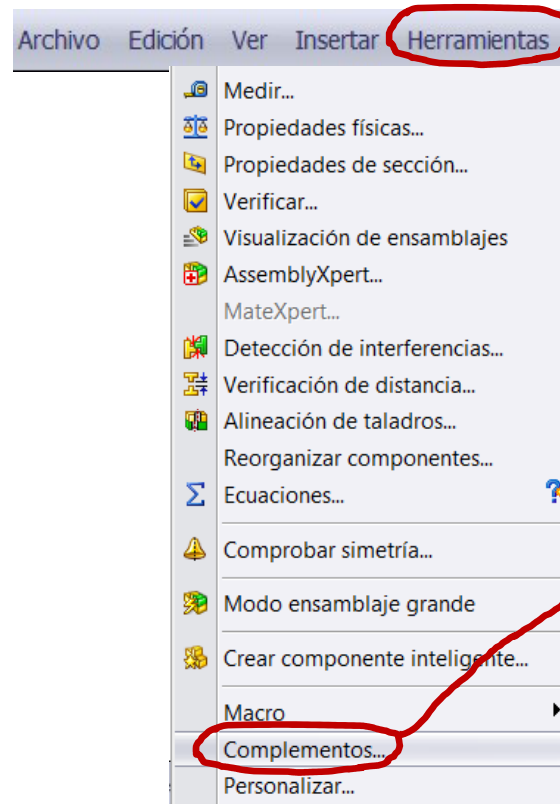 Archivo Edición Ver Insertar Herramientas
Medir...
Propiedades físicas...
Propiedades de sección...
Verificar...
Visualización de ensamblajes
AssemblyXpert...
MateXpert...
Detección de interferencias...
Verificación de distancia...
Alineación de taladros...
Reorganizar componentes...
Ecuaciones...
Comprobar simetría...
Modo ensamblaje grande
Crear componente inteligente...
Macro
Complementos...
Personalizar...